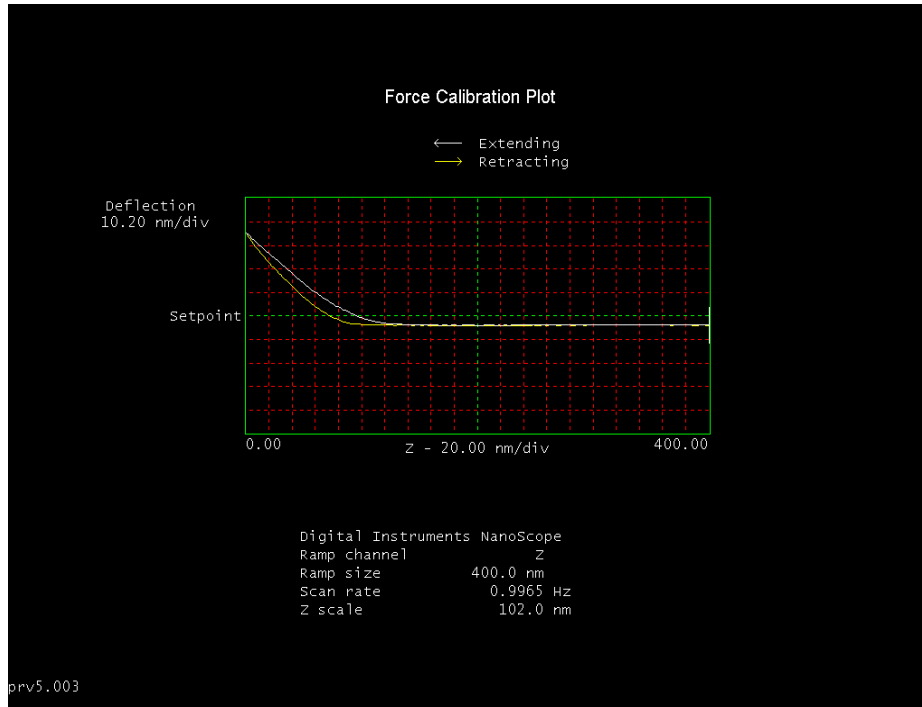 Force Calibration Plot
Extending
Retracting
Deflection
10.20 nm/div
Setpoint
0.00 Z - 20.00 nm/div 400.00
Digital Instruments NanoScope
Ramp channel Z
Ramp size 400.0 nm
Scan rate 0.9965 Hz
Z scale 102.0 nm
prv5.003